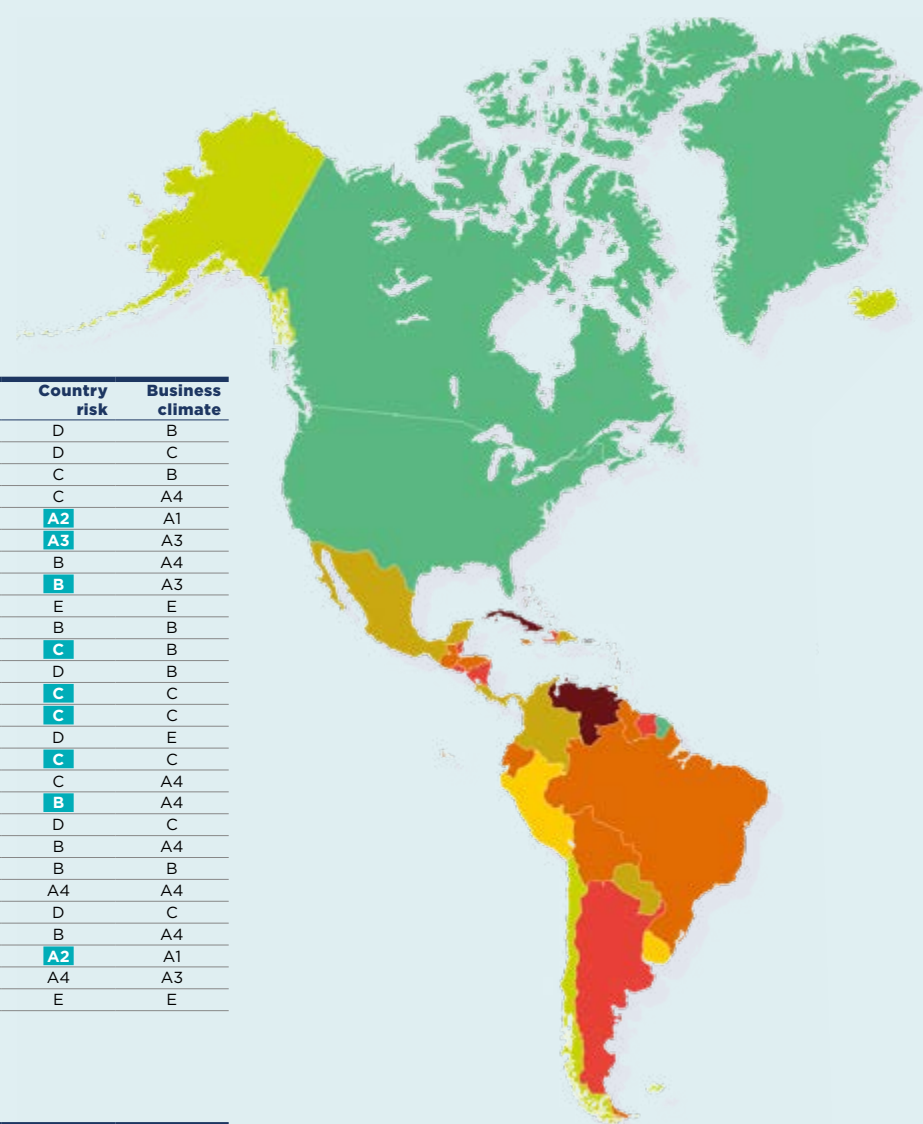 Country Business
risk climate
D B
D C
C B
C A4
A2 A1
A3 A3
B A4
B A3
E E
B B
C B
D B
C C
C C
D E
C C
C A4
B A4
D C
B A4
B B
A4 A4
D C
B A4
A2 A1
A4 A3
E E